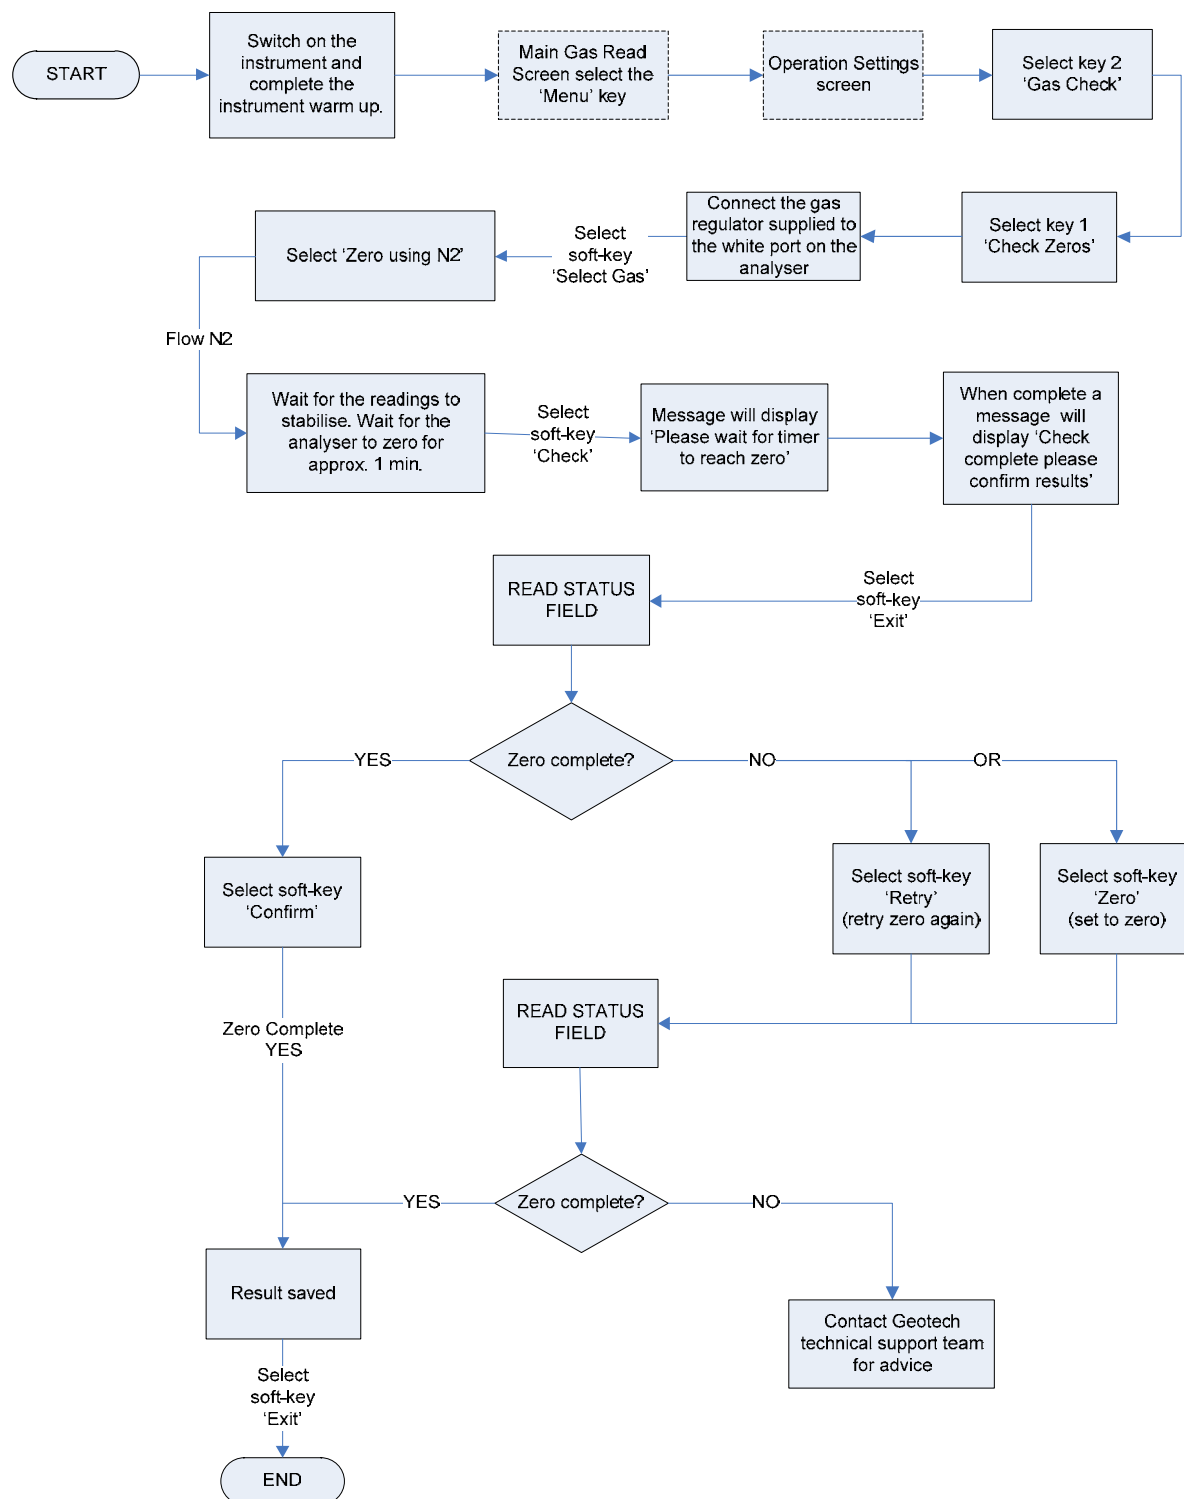 START
Switch on the
instrument and
complete the
instrument warm up.
Main Gas Read
Screen select the
‘Menu’ key
Operation Settings
screen
Select key 2
‘Gas Check’
Select key 1
‘Check Zeros’
Connect the gas
regulator supplied to
the white port on the
analyser
Select
soft-key
‘Select Gas’
Select ‘Zero using N2’
Flow N2
Wait for the readings to
stabilise. Wait for the
analyser to zero for
approx. 1 min.
Select
soft-key
‘Check’
Message will display
‘Please wait for timer
to reach zero’
When complete a
message will
display ‘Check
complete please
confirm results’
Select
soft-key
‘Exit’
READ STATUS
FIELD
Zero complete?
YES
NO
OR
Select soft-key
‘Confirm’
Select soft-key
‘Retry’
(retry zero again)
Select soft-key
‘Zero’
(set to zero)
Zero Complete
YES
READ STATUS
FIELD
Zero complete?
YES
NO
Result saved
Contact Geotech
technical support team
for advice
Select
soft-key
‘Exit’
END